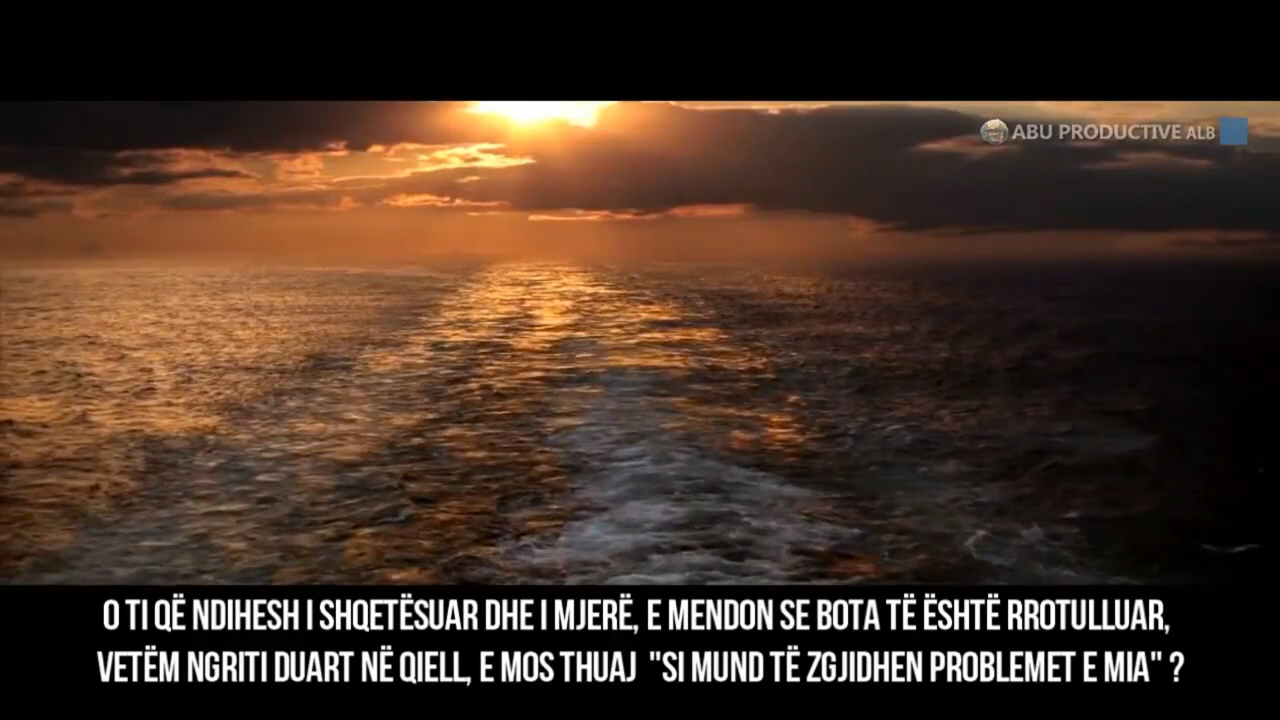 ABU PRODUCTIVE ALB
O TI QË NDIHESH I SHQETËSUAR DHE I MJERË, E MENDON SE BOTA TË ËSHTË RROTULLUAR,
VETËM NGRITI DUART NË QIELL, E MOS THUAJ "SI MUND TË ZGJIDHEN PROBLEMET E MIA" ?